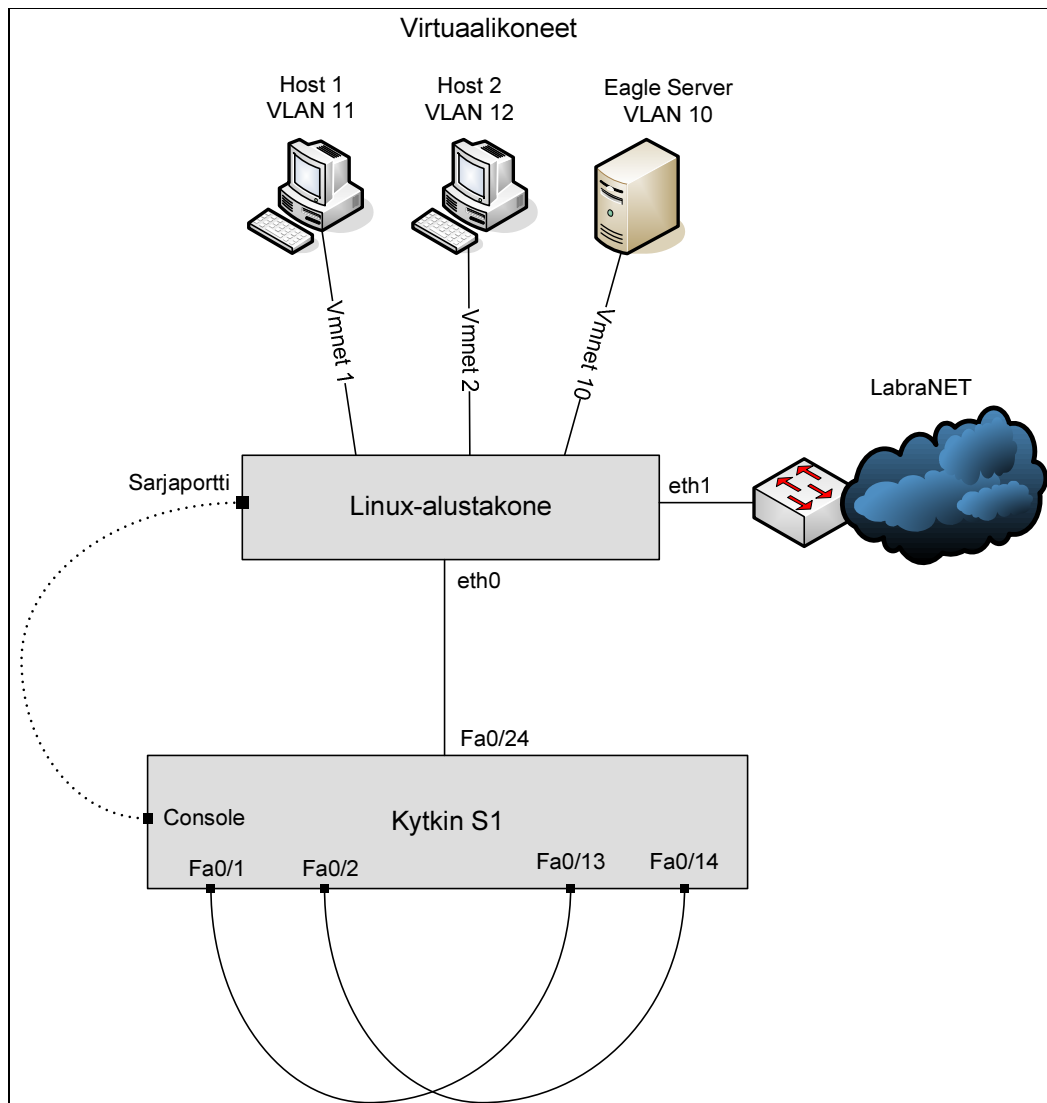 Virtuaalikoneet
Host 1
VLAN 11
Host 2
VLAN 12
Eagle Server
VLAN 10
Vmnet 1
Vmnet 2
Vmnet 10
LabraNET
Sarjaportti
Linux-alustakone
eth1
eth0
Fa0/24
Console
Kytkin S1
Fa0/1
Fa0/2
Fa0/13
Fa0/14